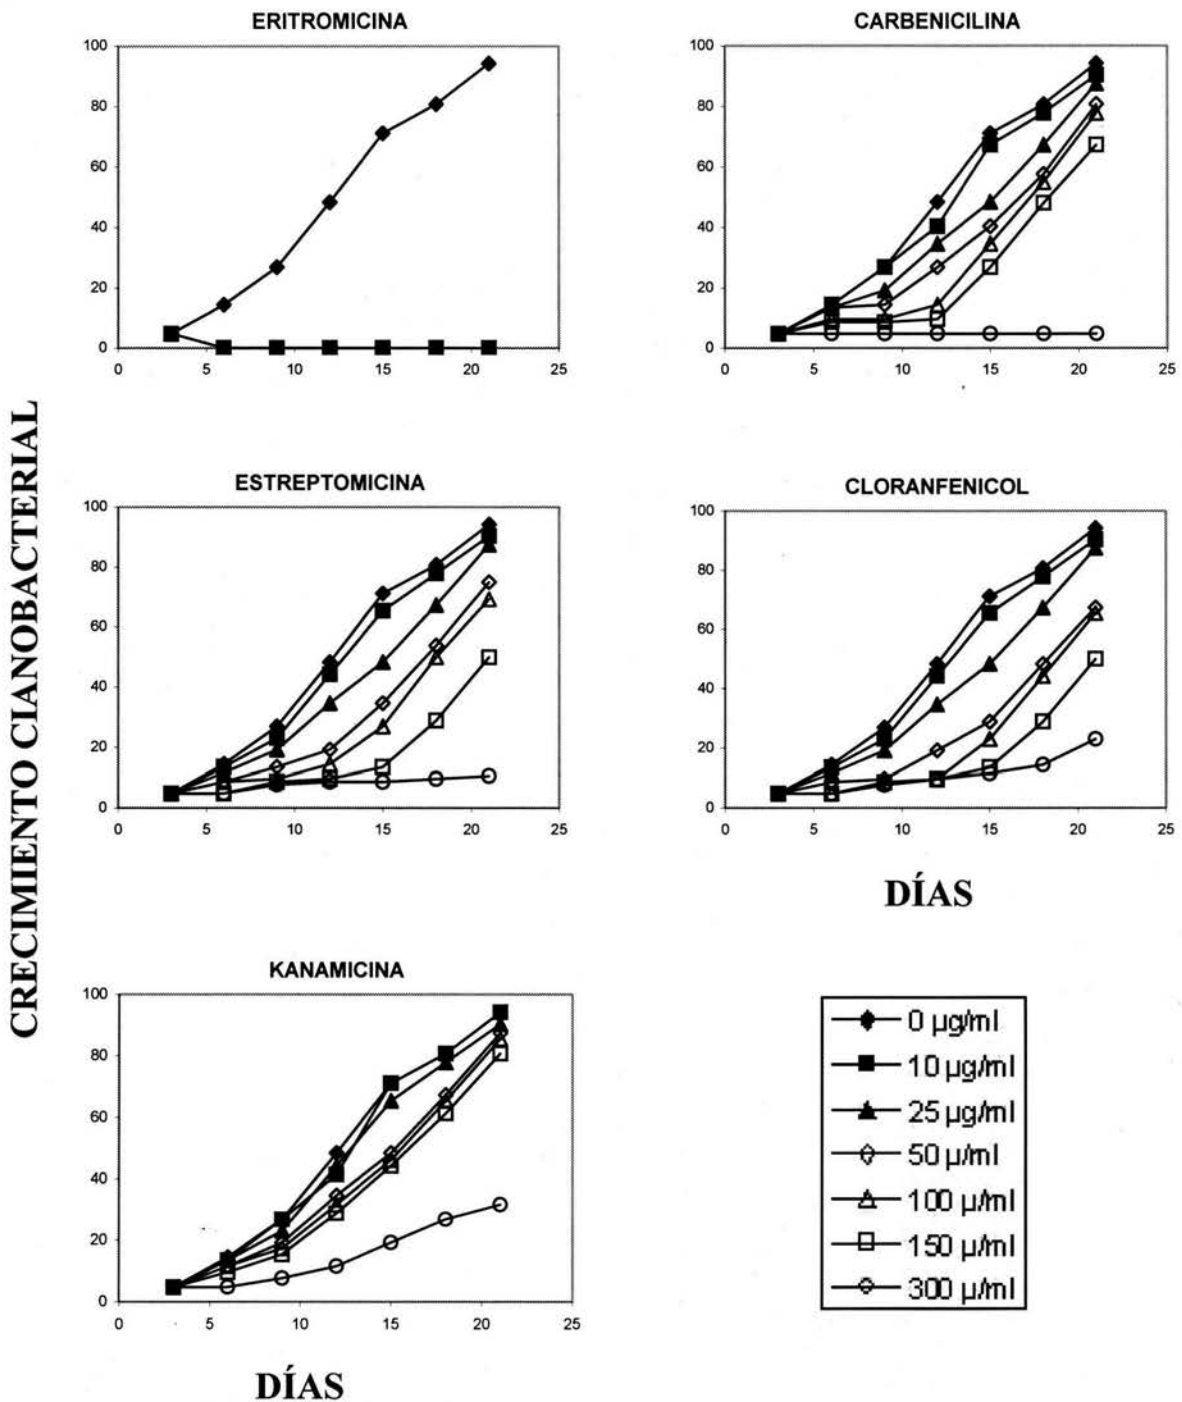 ERITROMICINA
100
80
60
40
20
0
0 5 10 15 20 25
CARBENICILINA
100
80
60
40
20
0
0 5 10 15 20 25
CRECIMIENTO CIANOBACTERIAL
ESTREPTOMICINA
100
80
60
40
20
0
0 5 10 15 20 25
CLORANFENICOL
100
80
60
40
20
0
0 5 10 15 20 25
DÍAS
KANAMICINA
100
80
60
40
20
0
0 5 10 15 20 25
DÍAS
0 µg/ml
10 µg/ml
25 µg/ml
50 µ/ml
100 µ/ml
150 µ/ml
300 µ/ml